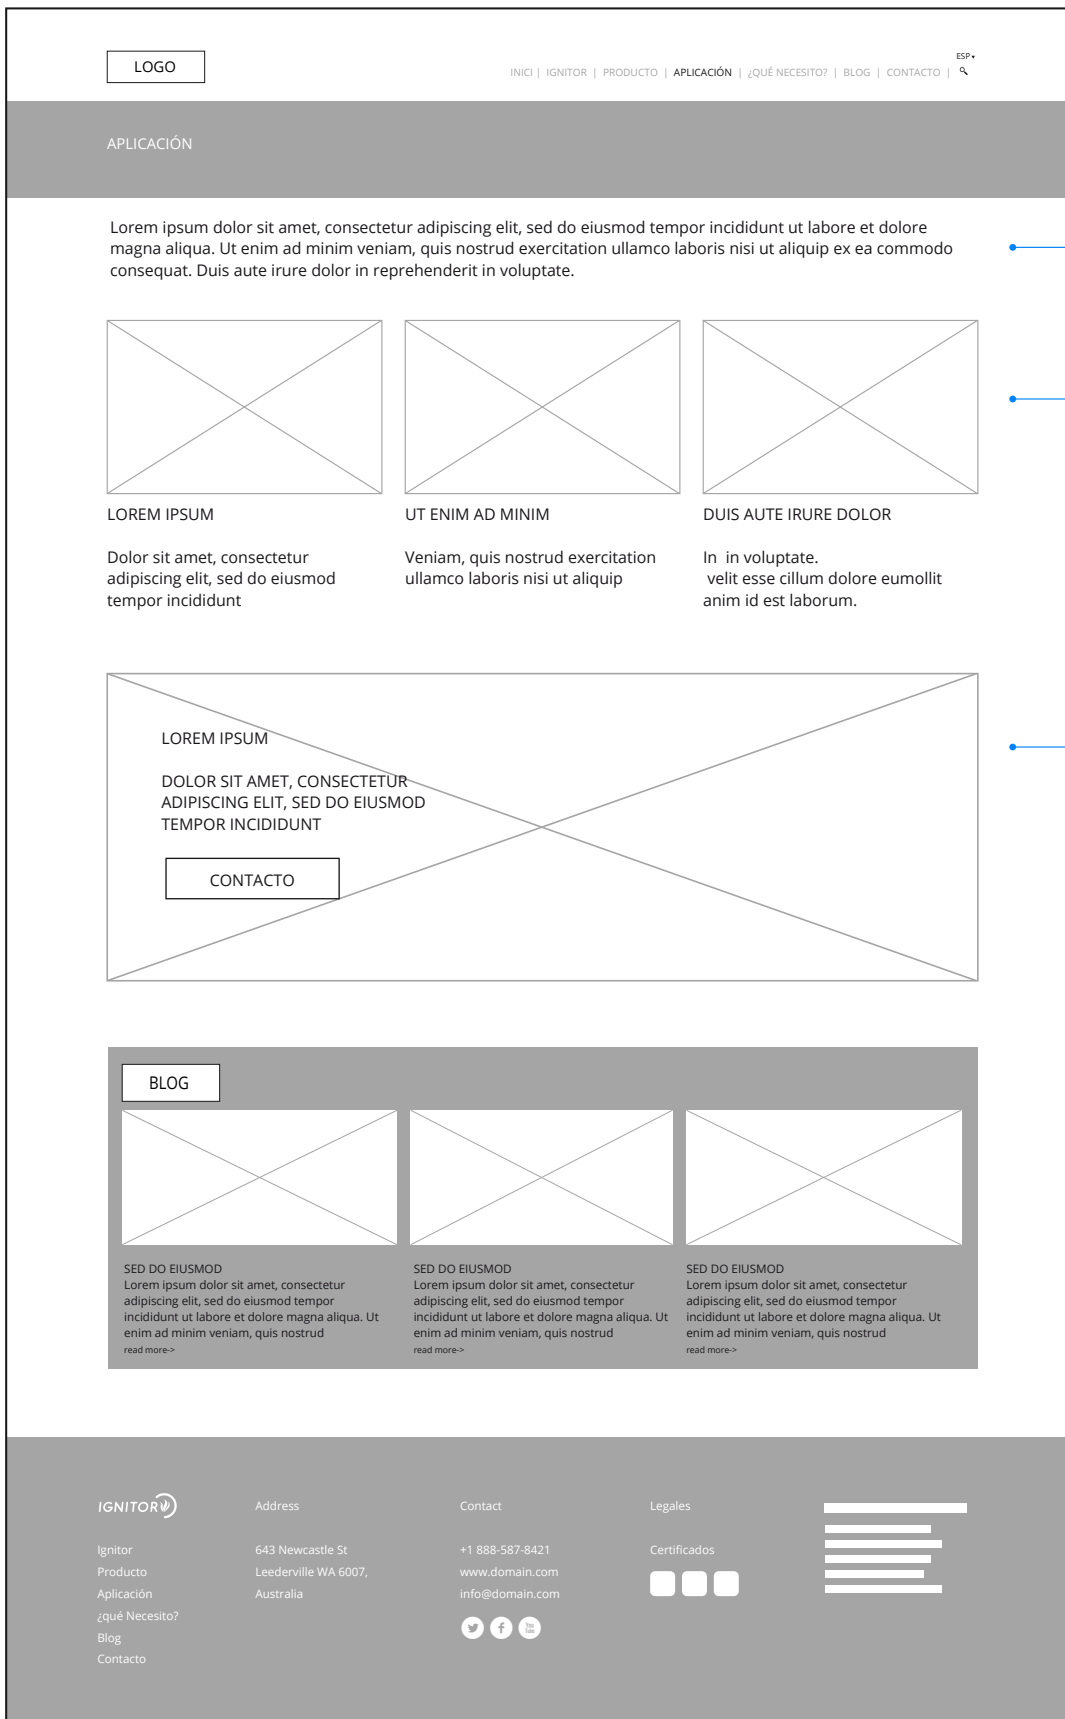 LOGO
ESP
INICI | IGNITOR | PRODUCTO | APLICACIÓN | ¿QUÉ NECESITO? | BLOG | CONTACTO |
APLICACIÓN
Lorem ipsum dolor sit amet, consectetur adipiscing elit, sed do eiusmod tempor incididunt ut labore et dolore
magna aliqua. Ut enim ad minim veniam, quis nostrud exercitation ullamco laboris nisi ut aliquip ex ea commodo
consequat. Duis aute irure dolor in reprehenderit in voluptate.
LOREM IPSUM
Dolor sit amet, consectetur
adipiscing elit, sed do eiusmod
tempor incididunt
UT ENIM AD MINIM
Veniam, quis nostrud exercitation
ullamco laboris nisi ut aliquip
DUIS AUTE IRURE DOLOR
In in voluptate.
velit esse cillum dolore eumollit
anim id est laborum.
LOREM IPSUM
DOLOR SIT AMET, CONSECTETUR
ADIPISCING ELIT, SED DO EIUSMOD
TEMPOR INCIDIDUNT
CONTACTO
BLOG
SED DO EIUSMOD
Lorem ipsum dolor sit amet, consectetur
adipiscing elit, sed do eiusmod tempor
incididunt ut labore et dolore magna aliqua. Ut
enim ad minim veniam, quis nostrud
read more->
SED DO EIUSMOD
Lorem ipsum dolor sit amet, consectetur
adipiscing elit, sed do eiusmod tempor
incididunt ut labore et dolore magna aliqua. Ut
enim ad minim veniam, quis nostrud
read more->
SED DO EIUSMOD
Lorem ipsum dolor sit amet, consectetur
adipiscing elit, sed do eiusmod tempor
incididunt ut labore et dolore magna aliqua. Ut
enim ad minim veniam, quis nostrud
read more->
IGNITOR
Ignitor
Producto
Aplicación
¿qué Necesito?
Blog
Contacto
Address
643 Newcastle St
Leederville WA 6007,
Australia
Contact
+1 888-587-8421
www.domain.com
info@domain.com
You
Tube
Legales
Certificados